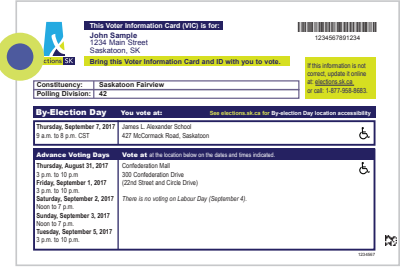 This Voter Information Card (VIC) is for:
John Sample
1234 Main Street
Saskatoon, SK
ctions SK
Bring this Voter Information Card and ID with you to vote.
1234567891234
If this information is not
correct, update it online
at: elections.sk.ca
or call: 1-877-958-8683.
Constituency: Saskatoon Fairview
Polling Division: 42
By-Election Day You vote at: See elections.sk.ca for By-election Day location accessibility
Thursday, September 7, 2017 James L. Alexander School
9 a.m. to 8 p.m. CST 427 McCormack Road, Saskatoon
Advance Voting Days Vote at at the location below on the dates and times indicated.
Thursday, August 31, 2017 Confederation Mall
3 p.m. to 10 p.m 300 Confederation Drive
Friday, September 1, 2017 (22nd Street and Circle Drive)
3 p.m. to 10 p.m.
Saturday, September 2, 2017 There is no voting on Labour Day (September 4).
Noon to 7 p.m.
Sunday, September 3, 2017
Noon to 7 p.m.
Tuesday, September 5, 2017
3 p.m. to 10 p.m.
1234567